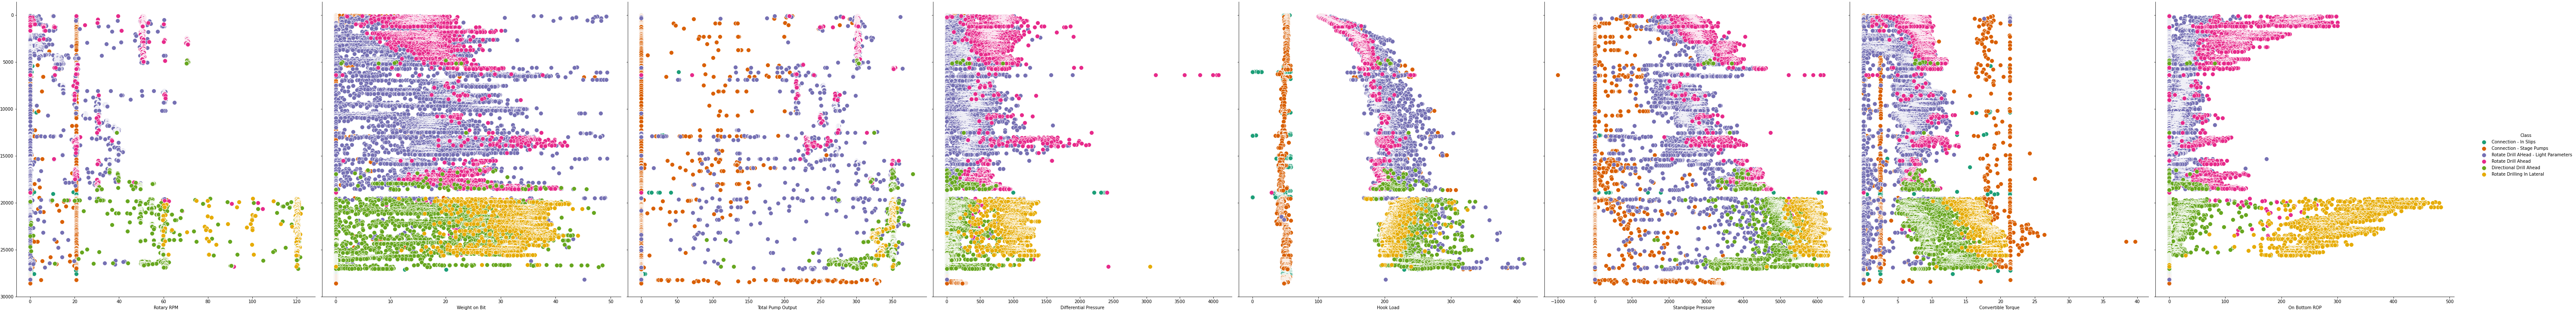 0
5000
10000
15000
20000
25000
30000
0 20 40 60 80 100 120
Rotary RPM
0 10 20 30 40 50
Weight on Bit
0 50 100 150 200 250 300 350
Total Pump Output
0 500 1000 1500 2000 2500 3000 3500 4000
Differential Pressure
0 100 200 300 400
Hook Load
−1000 0 1000 2000 3000 4000 5000 6000
Standpipe Pressure
0 5 10 15 20 25 30 35 40
Convertible Torque
0 100 200 300 400 500
On Bottom ROP
Class
Connection - In Slips
Connection - Stage Pumps
Rotate Drill AHead - Light Parameters
Rotate Drill Ahead
Directional Drill Ahead
Rotate Drilling In Lateral